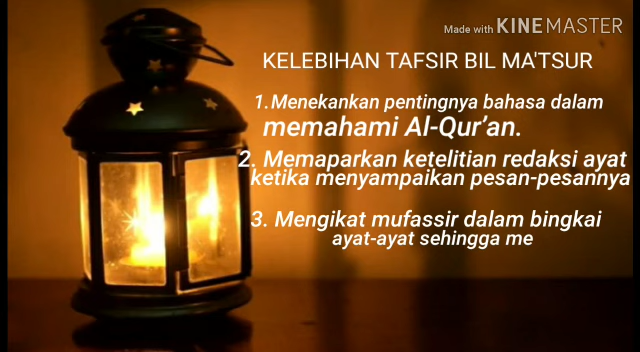 Made with KINEMASTER
KELEBIHAN TAFSIR BIL MA'TSUR
1.Menekankan pentingnya bahasa dalam
memahami Al-Qur’an.
2. Memaparkan ketelitian redaksi ayat
ketika menyampaikan pesan-pesannya
3. Mengikat mufassir dalam bingkai
ayat-ayat sehingga me